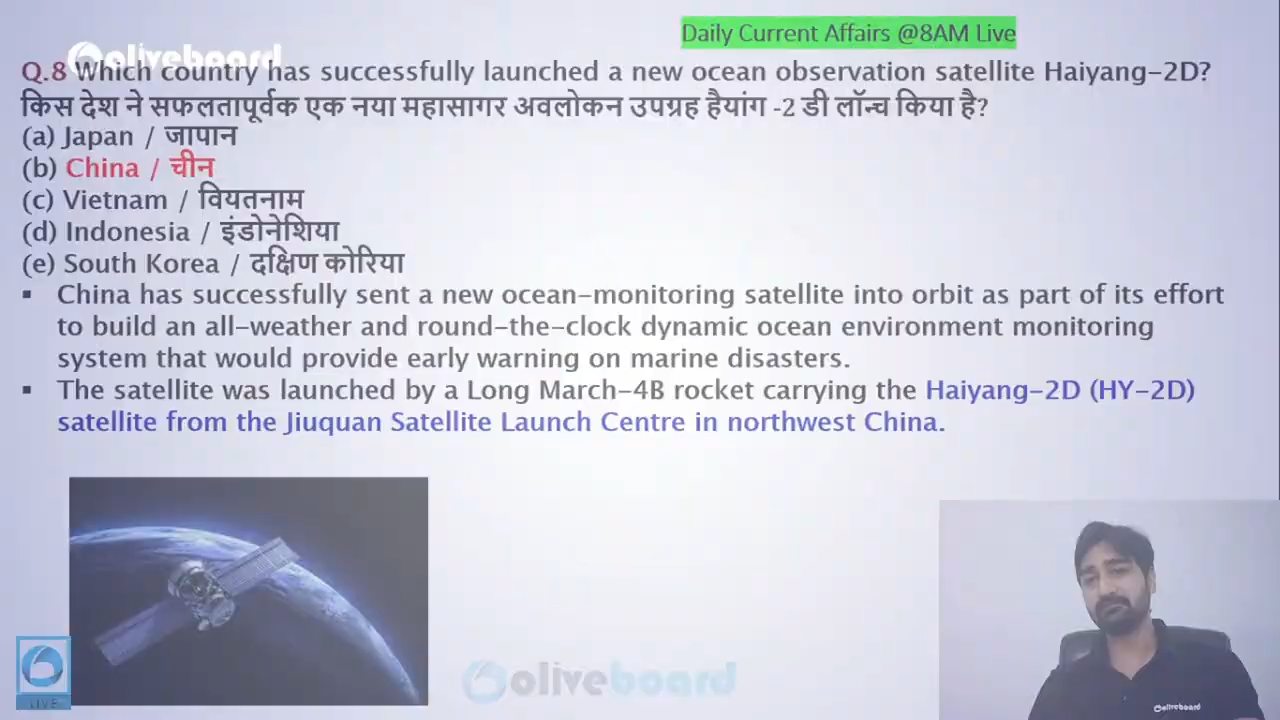 Daily Current Affairs @8AM Live
oliveboard
Q.8 Which country has successfully launched a new ocean observation satellite Haiyang-2D?
किस देश ने सफलतापूर्वक एक नया महासागर अवलोकन उपग्रह हैयांग -2 डी लॉन्च किया है?
(a) Japan / जापान
(b) China / चीन
(c) Vietnam / वियतनाम
(d) Indonesia / इंडोनेशिया
(e) South Korea / दक्षिण कोरिया
▪ China has successfully sent a new ocean-monitoring satellite into orbit as part of its effort
to build an all-weather and round-the-clock dynamic ocean environment monitoring
system that would provide early warning on marine disasters.
▪ The satellite was launched by a Long March-4B rocket carrying the Haiyang-2D (HY-2D)
satellite from the Jiuquan Satellite Launch Centre in northwest China.
oliveboard
LIVE
oliveboard